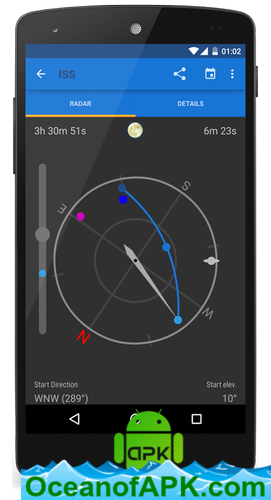 01:02
ISS
RADAR DETAILS
3h 30m 51s 6m 23s
S
E
W
N
Start Direction Start elev.
WNW (289°) 10°
APK
OceanofAPK.com